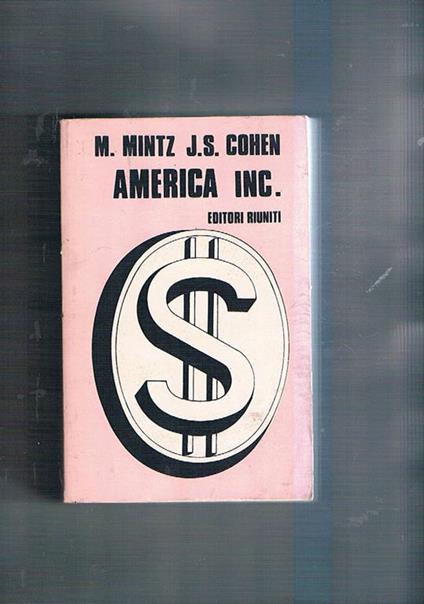 M. MINTZ J.S. COHEN
AMERICA INC.
EDITORI RIUNITI
$